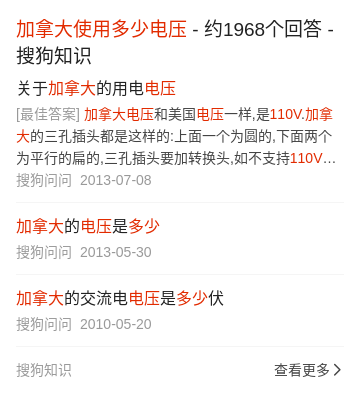 加拿大使用多少电压 - 约1968个回答 -
搜狗知识
关于加拿大的用电电压
[最佳答案] 加拿大电压和美国电压一样,是110V.加拿
大的三孔插头都是这样的:上面一个为圆的,下面两个
为平行的扁的,三孔插头要加转换头,如不支持110V…
搜狗问问 2013-07-08
加拿大的电压是多少
搜狗问问 2013-05-30
加拿大的交流电电压是多少伏
搜狗问问 2010-05-20
搜狗知识 查看更多